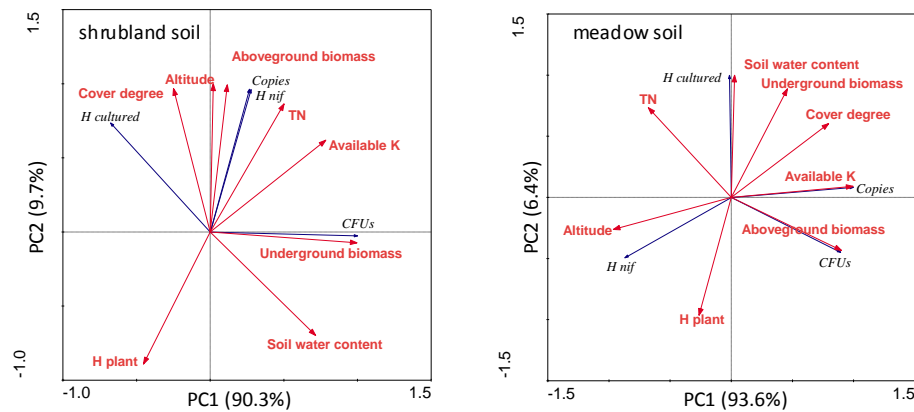 1.5
shrubland soil
Aboveground biomass
Altitude
Copies
Cover degree
H nif
H cultured
TN
Available K
PC2 (9.7%)
CFUs
Underground biomass
Soil water content
H plant
-1.0
-1.0
PC1 (90.3%)
1.5
1.5
meadow soil
Soil water content
H cultured
Underground biomass
TN
Cover degree
Available K
Copies
PC2 (6.4%)
Altitude
Aboveground biomass
H nif
CFUs
H plant
-1.5
-1.5
PC1 (93.6%)
1.5